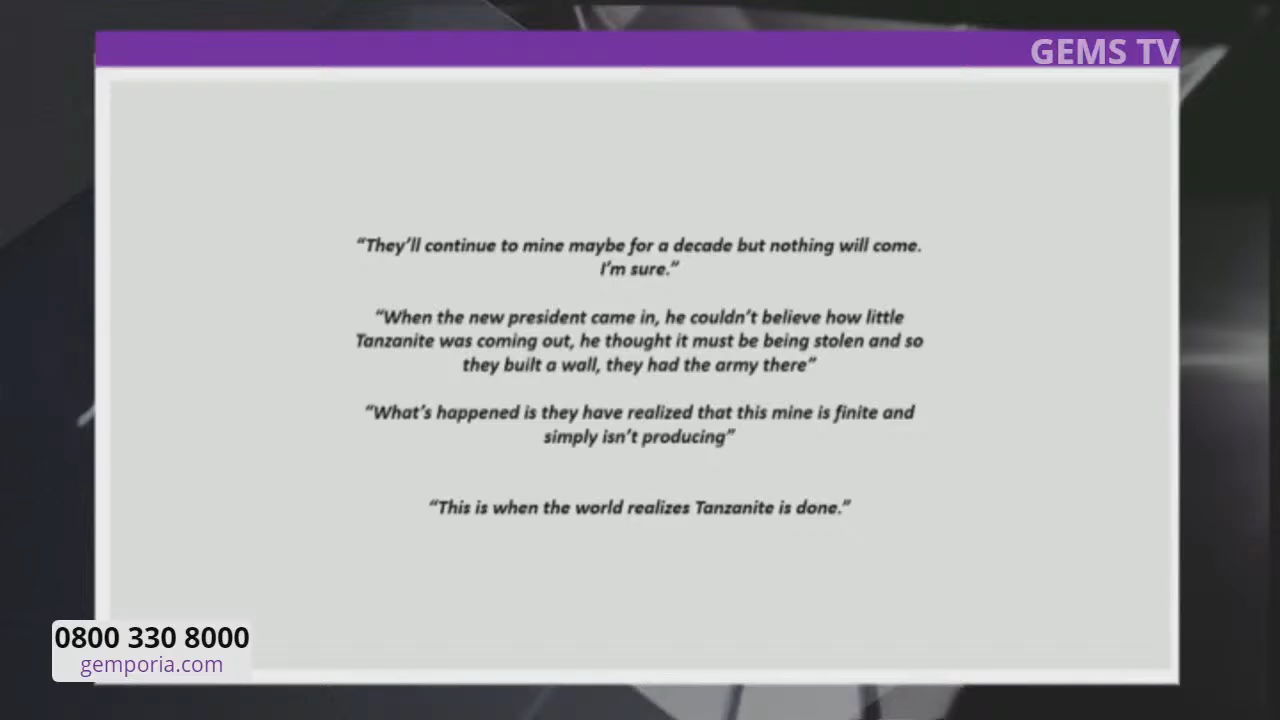 GEMS TV
“They’ll continue to mine maybe for a decade but nothing will come.
I’m sure.”
“When the new president came in, he couldn’t believe how little
Tanzanite was coming out, he thought it must be being stolen and so
they built a wall, they had the army there”
“What’s happened is they have realized that this mine is finite and
simply isn’t producing”
“This is when the world realizes Tanzanite is done.”
0800 330 8000
gemporia.com